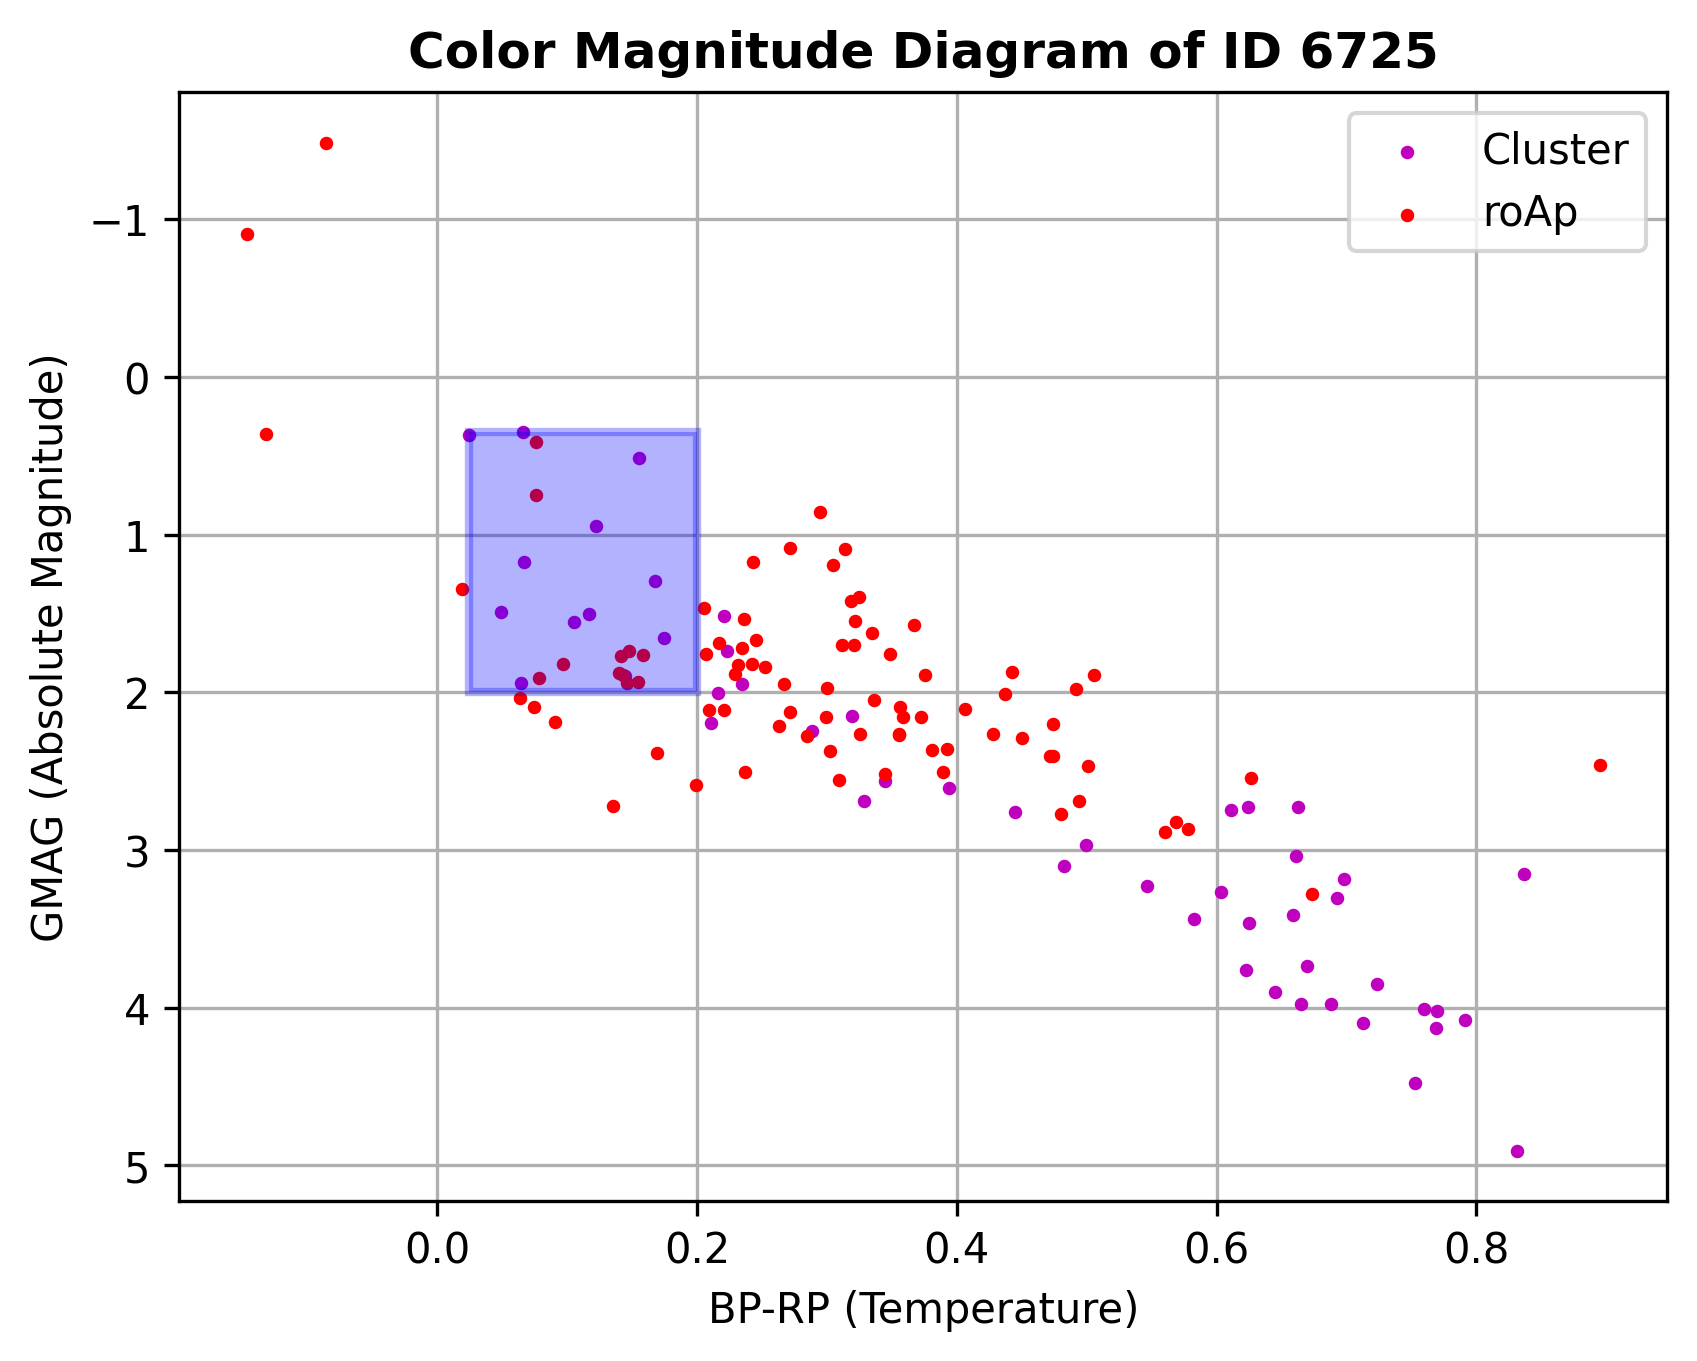 Color Magnitude Diagram of ID 6725
Cluster
roAp
−1
0
1
2
3
4
5
GMAG (Absolute Magnitude)
0.0 0.2 0.4 0.6 0.8
BP-RP (Temperature)